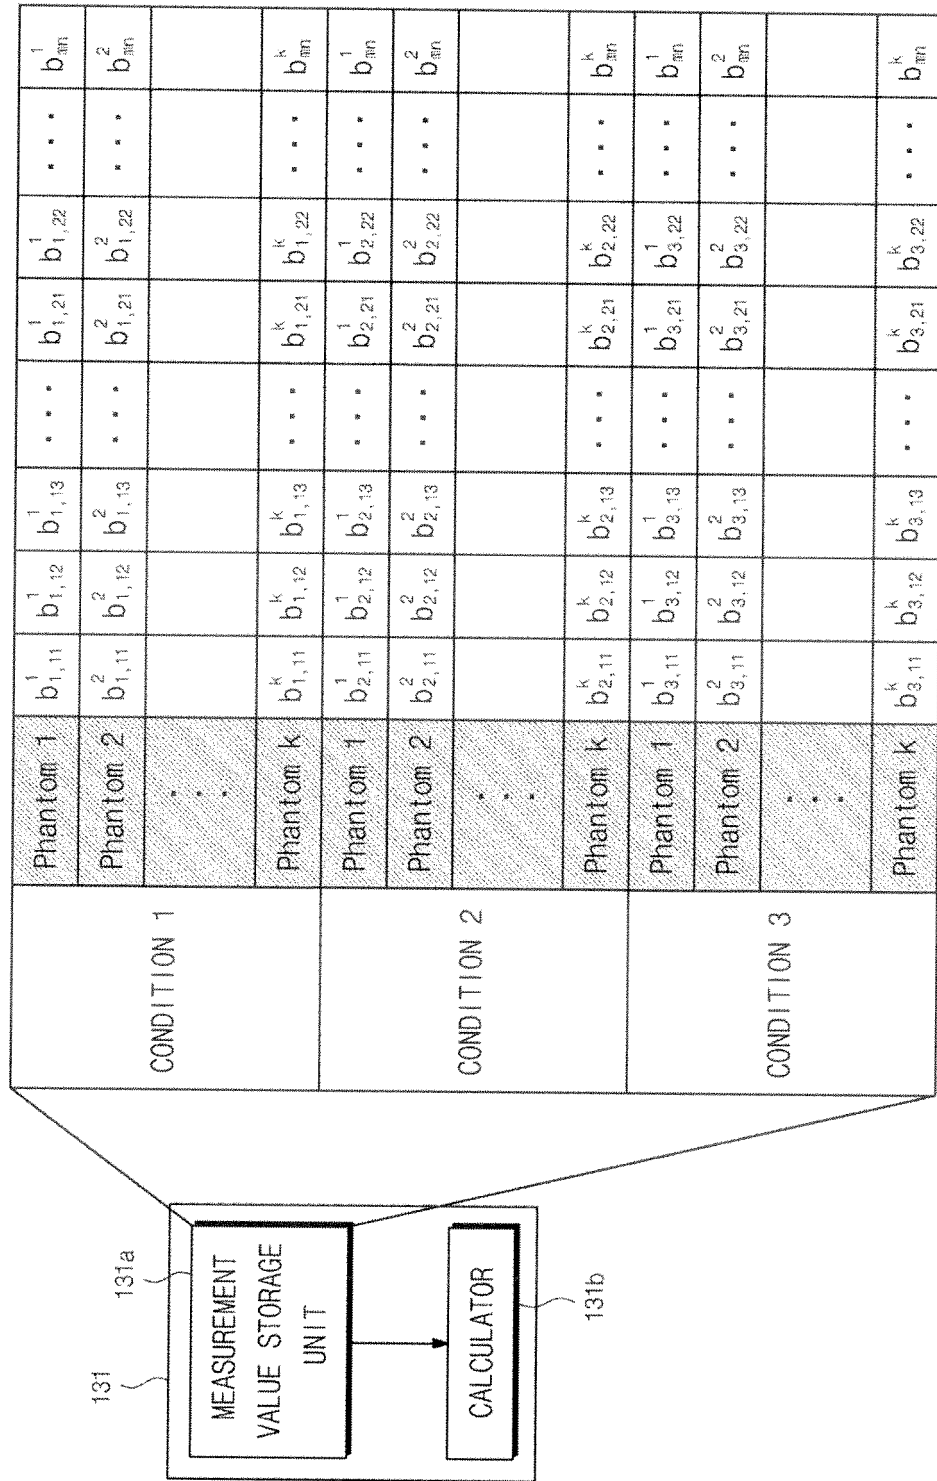 131
131a
MEASUREMENT
VALUE STORAGE
UNIT
CALCULATOR
131b
CONDITION 1
Phantom 1 b¹₁,₁₁ b¹₁,₁₂ b¹₁,₁₃ ... b¹₁,₂₁ b¹₁,₂₂ ... b¹ₘₙ
Phantom 2 b²₁,₁₁ b²₁,₁₂ b²₁,₁₃ ... b²₁,₂₁ b²₁,₂₂ ... b²ₘₙ
...
Phantom k bᵏ₁,₁₁ bᵏ₁,₁₂ bᵏ₁,₁₃ ... bᵏ₁,₂₁ bᵏ₁,₂₂ ... bᵏₘₙ
CONDITION 2
Phantom 1 b¹₂,₁₁ b¹₂,₁₂ b¹₂,₁₃ ... b¹₂,₂₁ b¹₂,₂₂ ... b¹ₘₙ
Phantom 2 b²₂,₁₁ b²₂,₁₂ b²₂,₁₃ ... b²₂,₂₁ b²₂,₂₂ ... b²ₘₙ
...
Phantom k bᵏ₂,₁₁ bᵏ₂,₁₂ bᵏ₂,₁₃ ... bᵏ₂,₂₁ bᵏ₂,₂₂ ... bᵏₘₙ
CONDITION 3
Phantom 1 b¹₃,₁₁ b¹₃,₁₂ b¹₃,₁₃ ... b¹₃,₂₁ b¹₃,₂₂ ... b¹ₘₙ
Phantom 2 b²₃,₁₁ b²₃.₁₂ b²₃,₁₃ ... b²₃,₂₁ b²₃,₂₂ ... b²ₘₙ
...
Phantom k bᵏ₃,₁₁ bᵏ₃,₁₂ bᵏ₃,₁₃ ... bᵏ₃,₂₁ bᵏ₃,₂₂ ... bᵏₘₙ